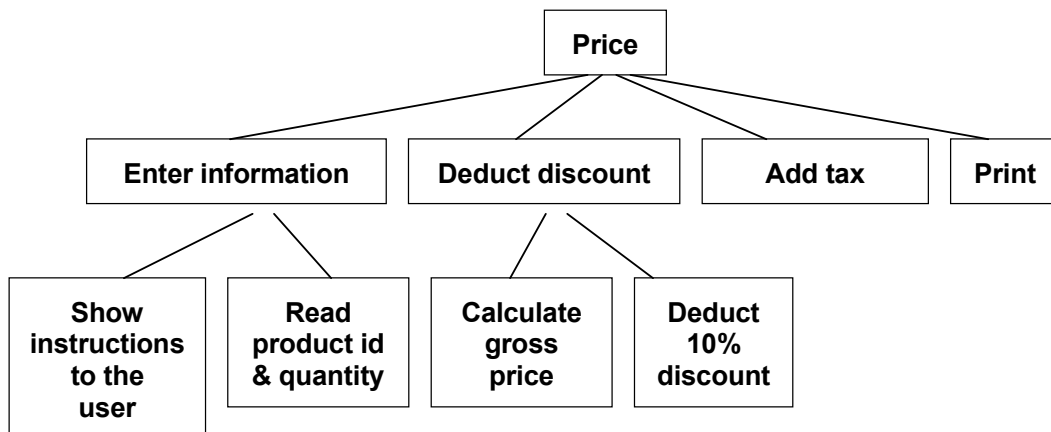 Price
Enter information
Deduct discount
Add tax
Print
Show
instructions
to the
user
Read
product id
& quantity
Calculate
gross
price
Deduct
10%
discount